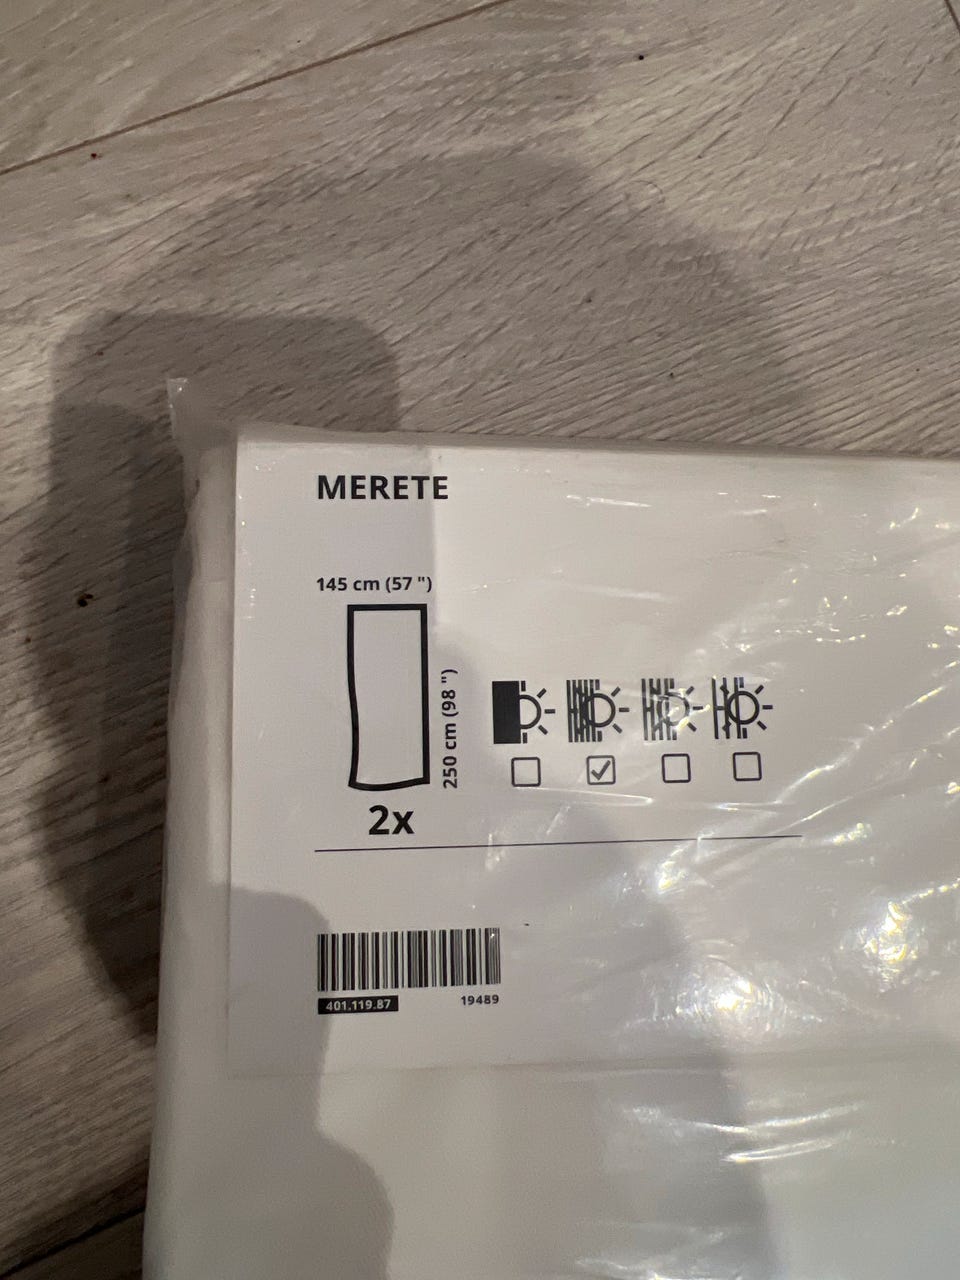 MERETE
145 cm (57 ")
250 cm (98 ")
2x
401.119.87
19489